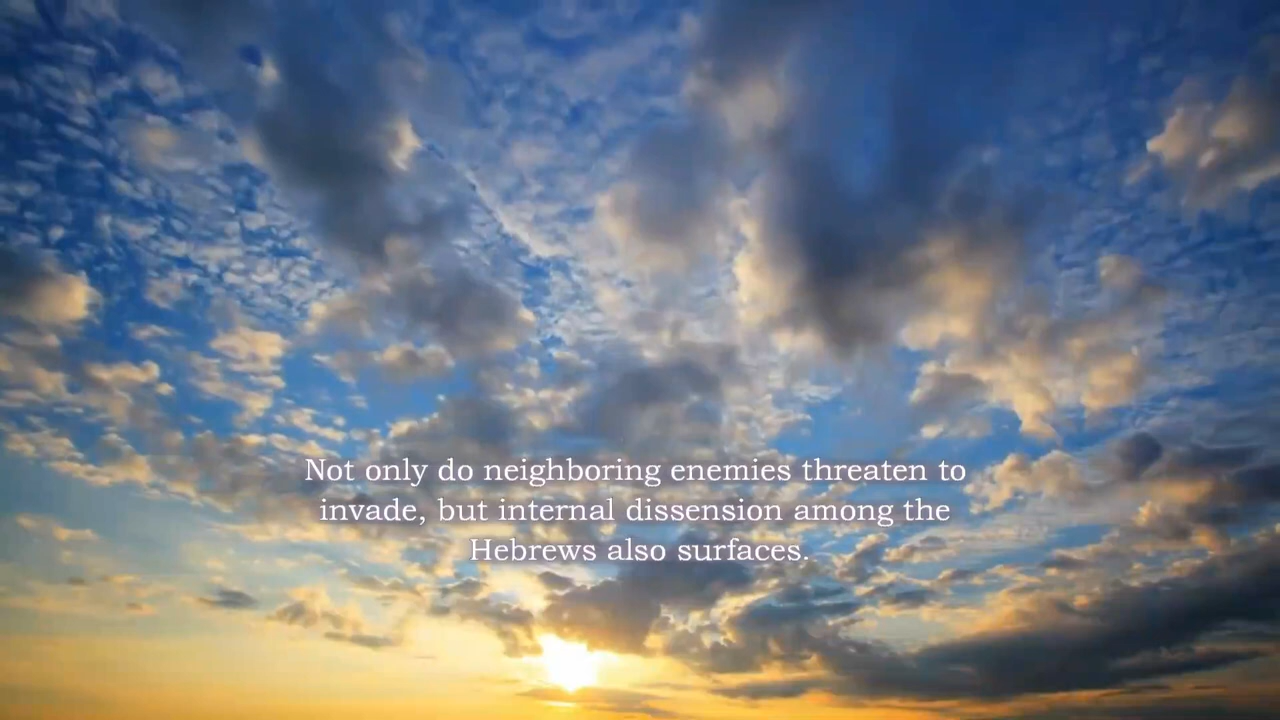 Not only do neighboring enemies threaten to
invade, but internal dissension among the
Hebrews also surfaces.